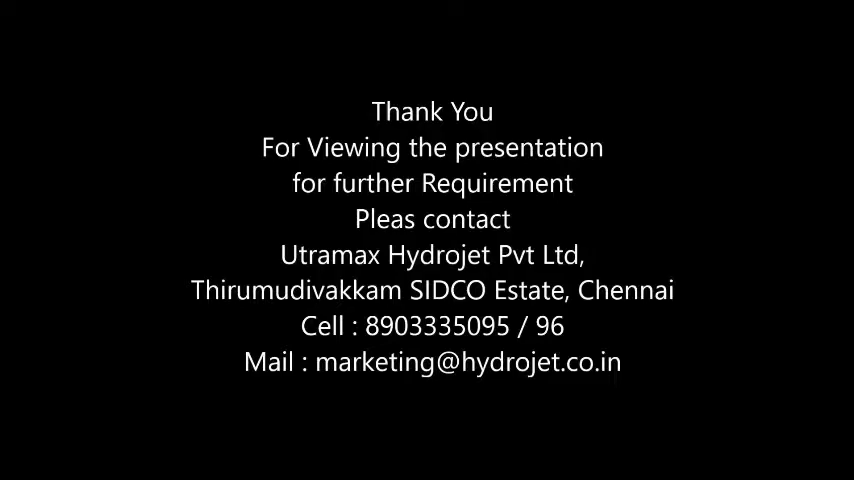 Thank You
For Viewing the presentation
for further Requirement
Pleas contact
Utramax Hydrojet Pvt Ltd,
Thirumudivakkam SIDCO Estate, Chennai
Cell : 8903335095 / 96
Mail : marketing@hydrojet.co.in